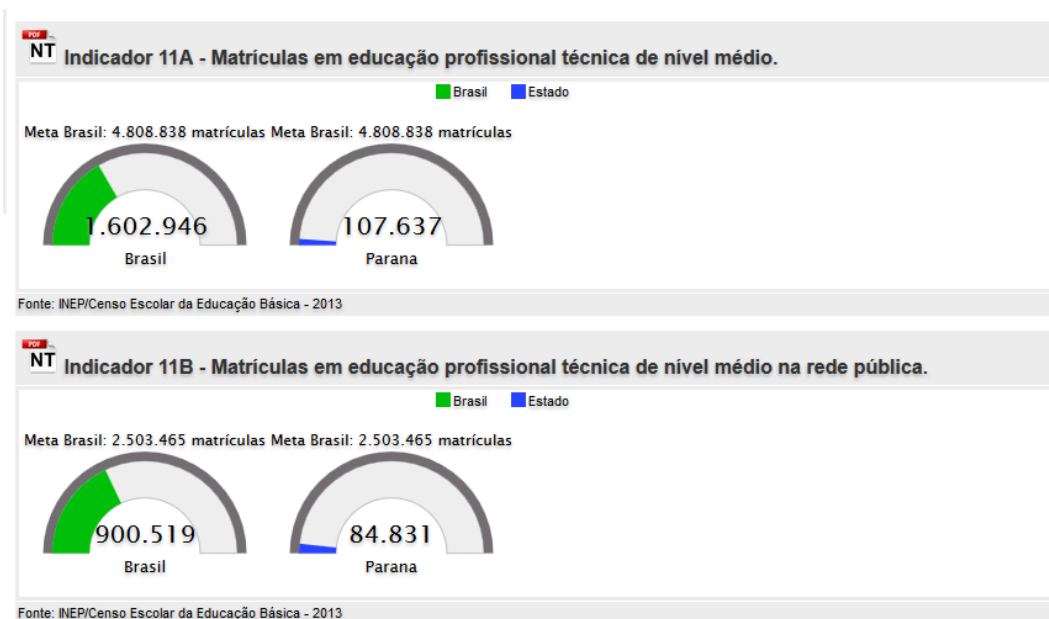 PDF
NT Indicador 11A - Matrículas em educação profissional técnica de nível médio.
Brasil Estado
Meta Brasil: 4.808.838 matrículas Meta Brasil: 4.808.838 matrículas
1.602.946 107.637
Brasil Parana
Fonte: INEP/Censo Escolar da Educação Básica - 2013
PDF
NT Indicador 11B - Matrículas em educação profissional técnica de nível médio na rede pública.
Brasil Estado
Meta Brasil: 2.503.465 matrículas Meta Brasil: 2.503.465 matrículas
900.519 84.831
Brasil Parana
Fonte: INEP/Censo Escolar da Educação Básica - 2013